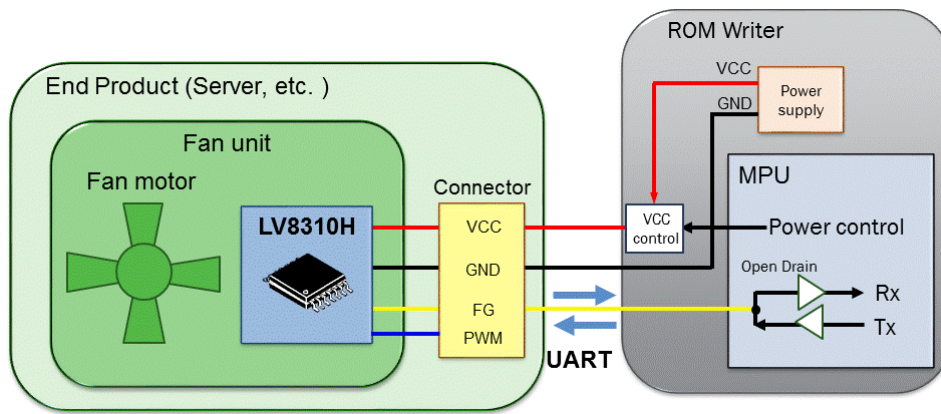 ROM Writer
VCC
GND
Power
supply
End Product (Server, etc. )
Fan unit
Fan motor
LV8310H
Connector
VCC
GND
FG
PWM
VCC
control
MPU
Power control
Open Drain
Rx
Tx
UART